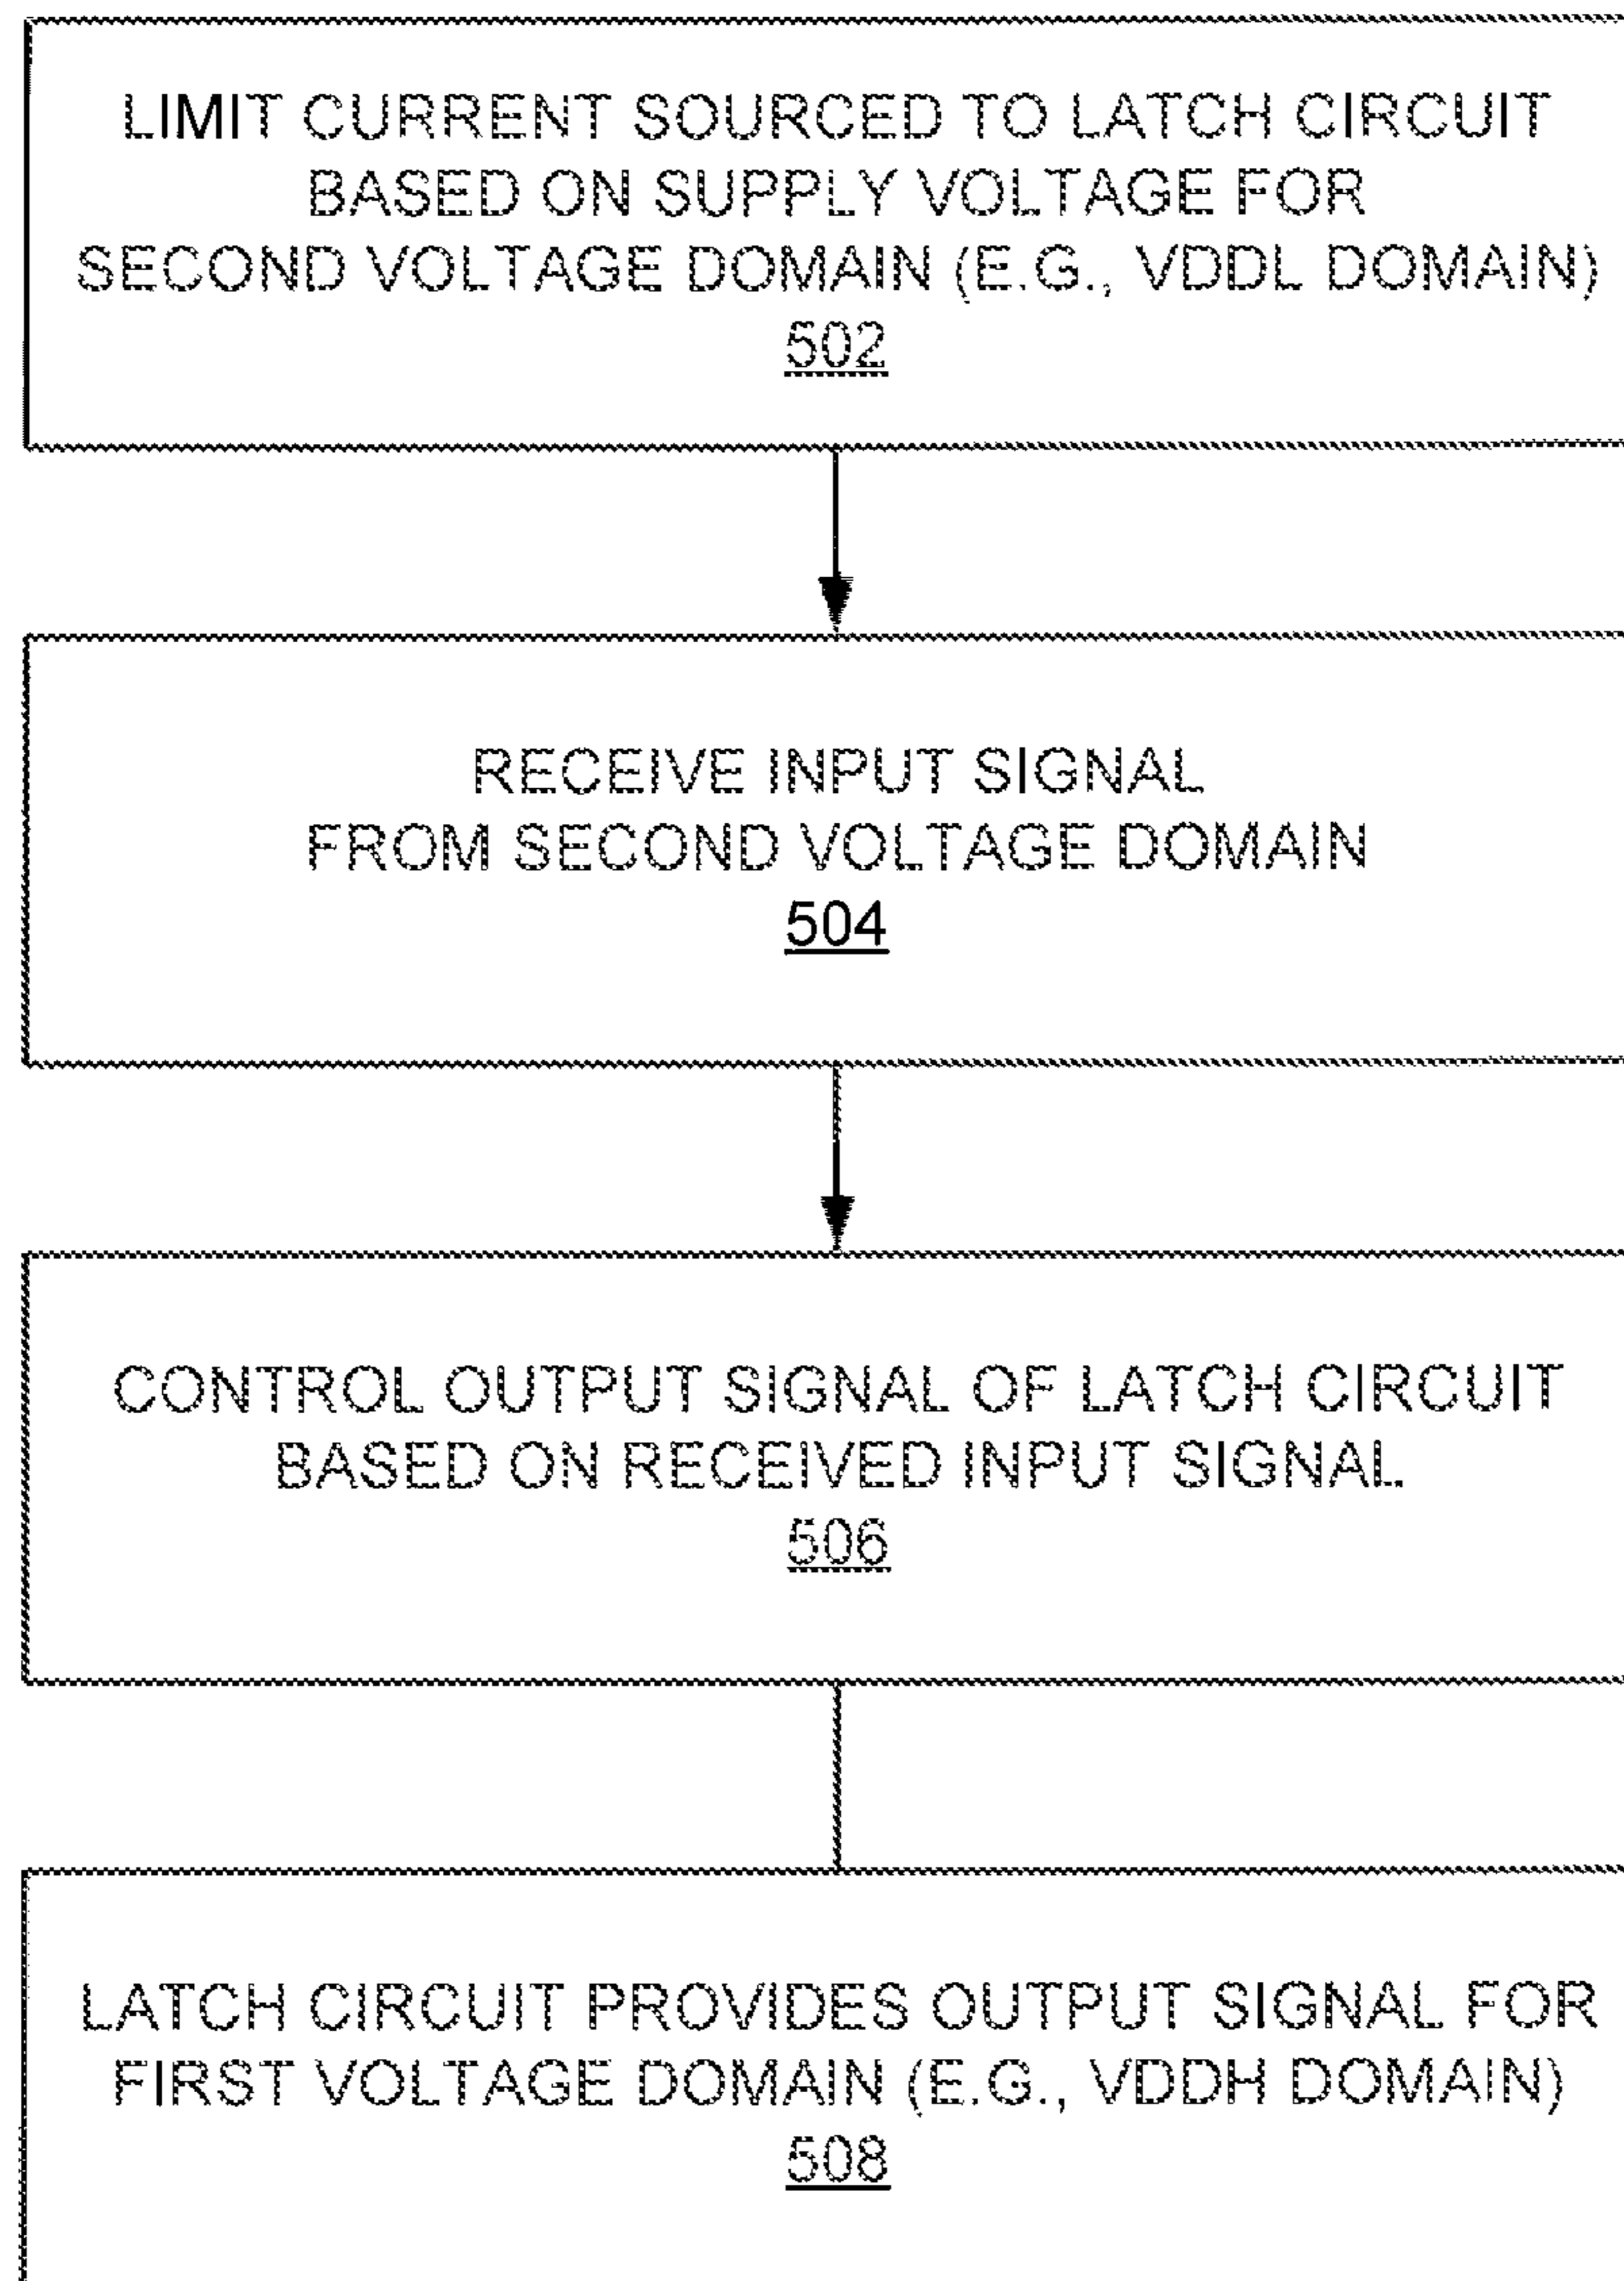 LIMIT CURRENT SOURCED TO LATCH CIRCUIT
BASED ON SUPPLY VOLTAGE FOR
SECOND VOLTAGE DOMAIN (E.G., VDDL DOMAIN)
502
RECEIVE INPUT SIGNAL
FROM SECOND VOLTAGE DOMAIN
504
CONTROL OUTPUT SIGNAL OF LATCH CIRCUIT
BASED ON RECEIVED INPUT SIGNAL
506
LATCH CIRCUIT PROVIDES OUTPUT SIGNAL FOR
FIRST VOLTAGE DOMAIN (E.G., VDDH DOMAIN)
508